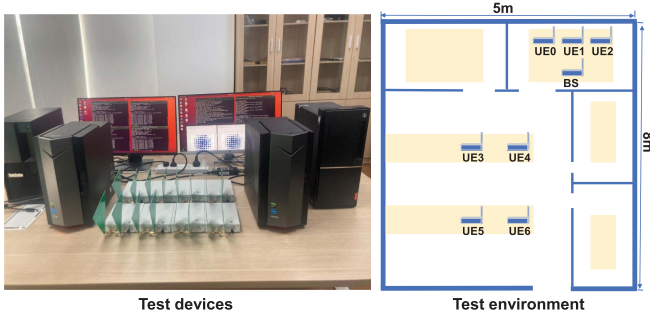 5m
UE0 UE1 UE2
BS
8m
UE3 UE4
UE5 UE6
Test devices
Test environment